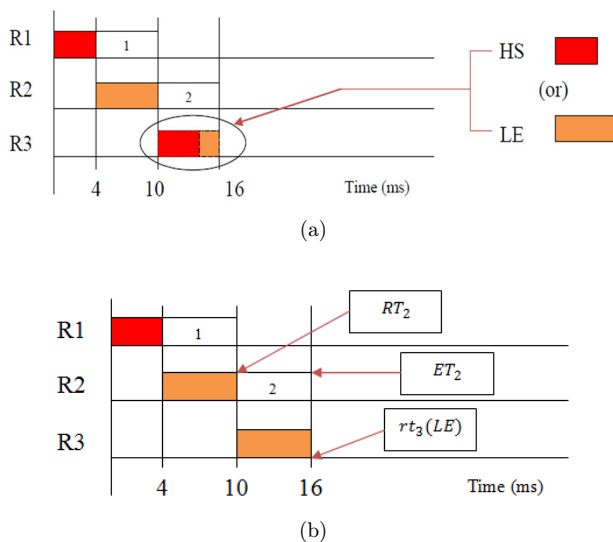 R1
1
HS
R2
2
(or)
R3
LE
4
10
16
Time (ms)
(a)
RT₂
R1
1
ET₂
R2
2
rt₃(LE)
R3
4
10
16
Time (ms)
(b)